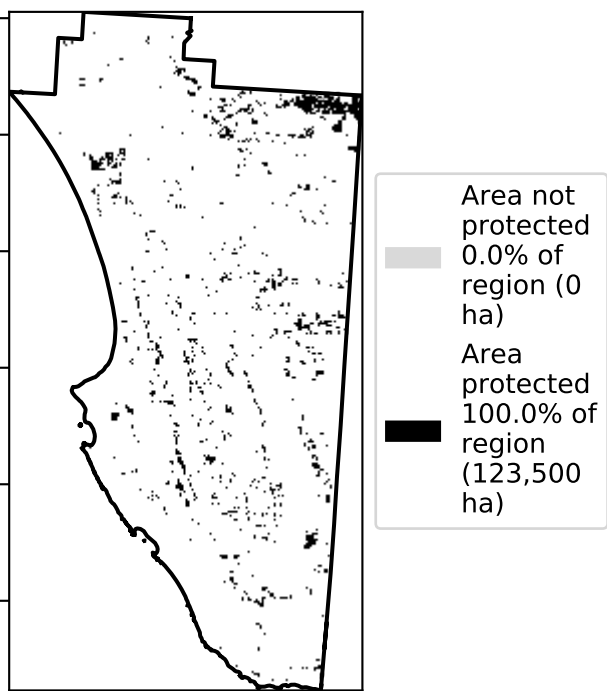 Area not
protected
0.0% of
region (0
ha)
Area
protected
100.0% of
region
(123,500
ha)